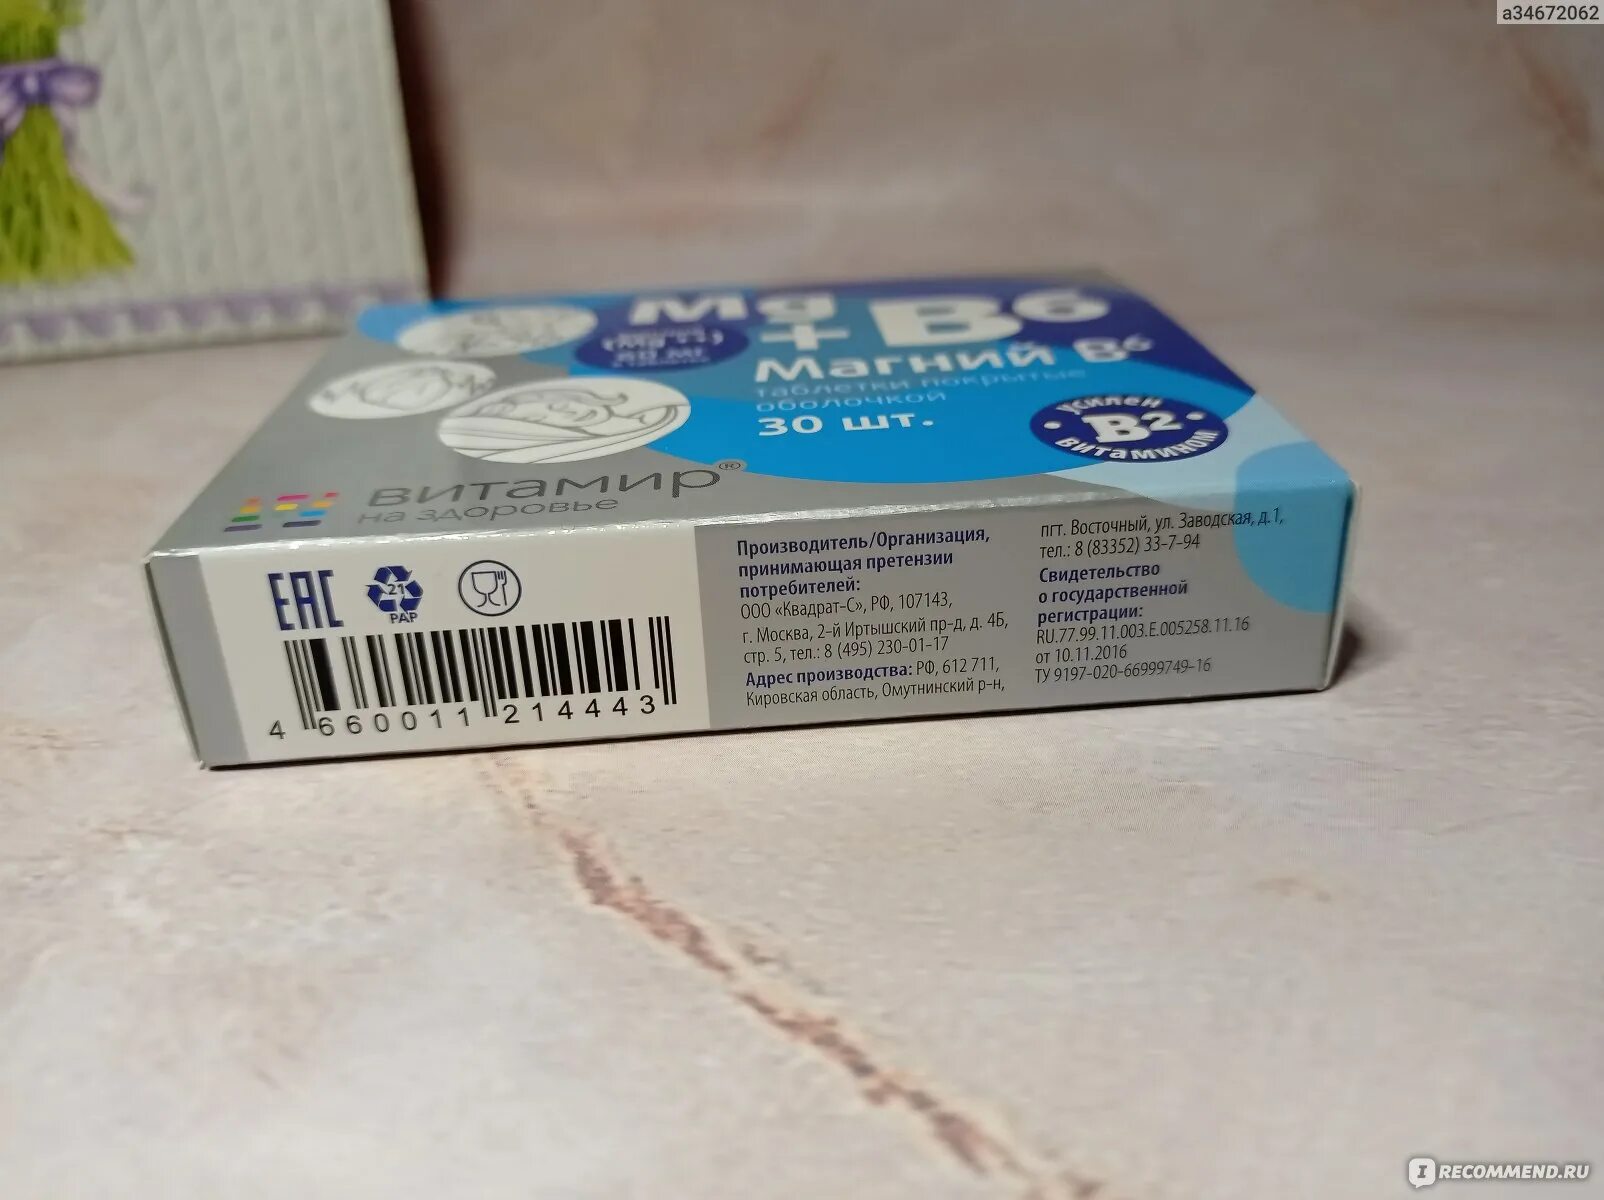 a34672062
Mg
+ B6
Магний B6
таблетки покрытые
оболочкой
30 шт.
усилен
B2
витамином
витамир®
на здоровье
EAC
21
PAP
4 660011 214443
Производитель/Организация,
принимающая претензии
потребителей:
ООО «Квадрат-С», РФ, 107143,
г. Москва, 2-й Иртышский пр-д, д. 4Б,
стр. 5, тел.: 8 (495) 230-01-17
Адрес производства: РФ, 612 711,
Кировская область, Омутнинский р-н,
пгт. Восточный, ул. Заводская, д.1,
тел.: 8 (83352) 33-7-94
Свидетельство
о государственной
регистрации:
RU.77.99.11.003.Е.005258.11.16
от 10.11.2016
ТУ 9197-020-66999749-16
IRECOMMEND.RU